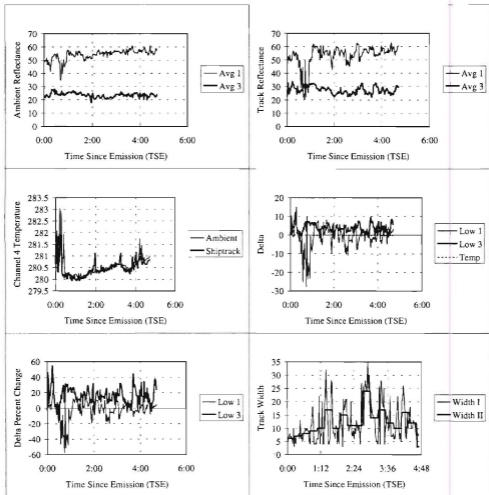 70
60
50
40
30
20
10
0
Ambient Reflectance
0:00 2:00 4:00 6:00
Time Since Emission (TSE)
Avg 1
Avg 3
70
60
50
40
30
20
10
0
Track Reflectance
0:00 2:00 4:00 6:00
Time Since Emission (TSE)
Avg 1
Avg 3
283.5
283
282.5
282
281.5
281
280.5
280
279.5
Channel 4 Temperature
0:00 2:00 4:00 6:00
Time Since Emission (TSE)
Ambient
Shiptrack
20
10
0
-10
-20
-30
Delta
0:00 2:00 4:00 6:00
Time Since Emission (TSE)
Low 1
Low 3
Temp
60
40
20
0
-20
-40
-60
Delta Percent Change
0:00 2:00 4:00 6:00
Time Since Emission (TSE)
Low 1
Low 3
35
30
25
20
15
10
5
0
Track Width
0:00 1:12 2:24 3:36 4:48
Time Since Emission (TSE)
Width I
Width II